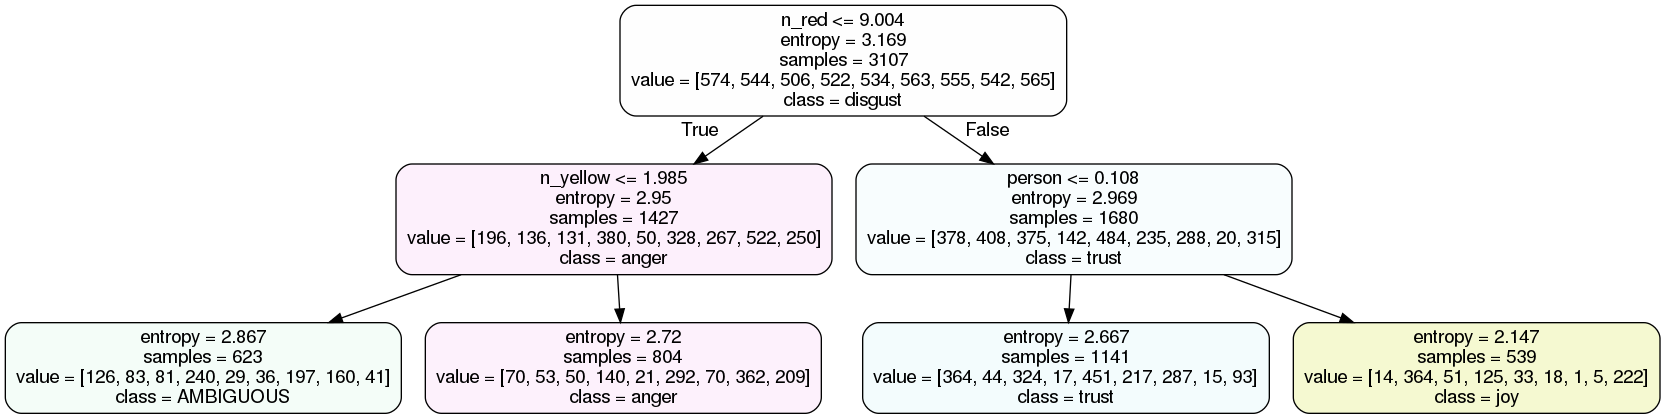 n_red <= 9.004
entropy = 3.169
samples = 3107
value = [574, 544, 506, 522, 534, 563, 555, 542, 565]
class = disgust
True
False
n_yellow <= 1.985
entropy = 2.95
samples = 1427
value = [196, 136, 131, 380, 50, 328, 267, 522, 250]
class = anger
person <= 0.108
entropy = 2.969
samples = 1680
value = [378, 408, 375, 142, 484, 235, 288, 20, 315]
class = trust
entropy = 2.867
samples = 623
value = [126, 83, 81, 240, 29, 36, 197, 160, 41]
class = AMBIGUOUS
entropy = 2.72
samples = 804
value = [70, 53, 50, 140, 21, 292, 70, 362, 209]
class = anger
entropy = 2.667
samples = 1141
value = [364, 44, 324, 17, 451, 217, 287, 15, 93]
class = trust
entropy = 2.147
samples = 539
value = [14, 364, 51, 125, 33, 18, 1, 5, 222]
class = joy